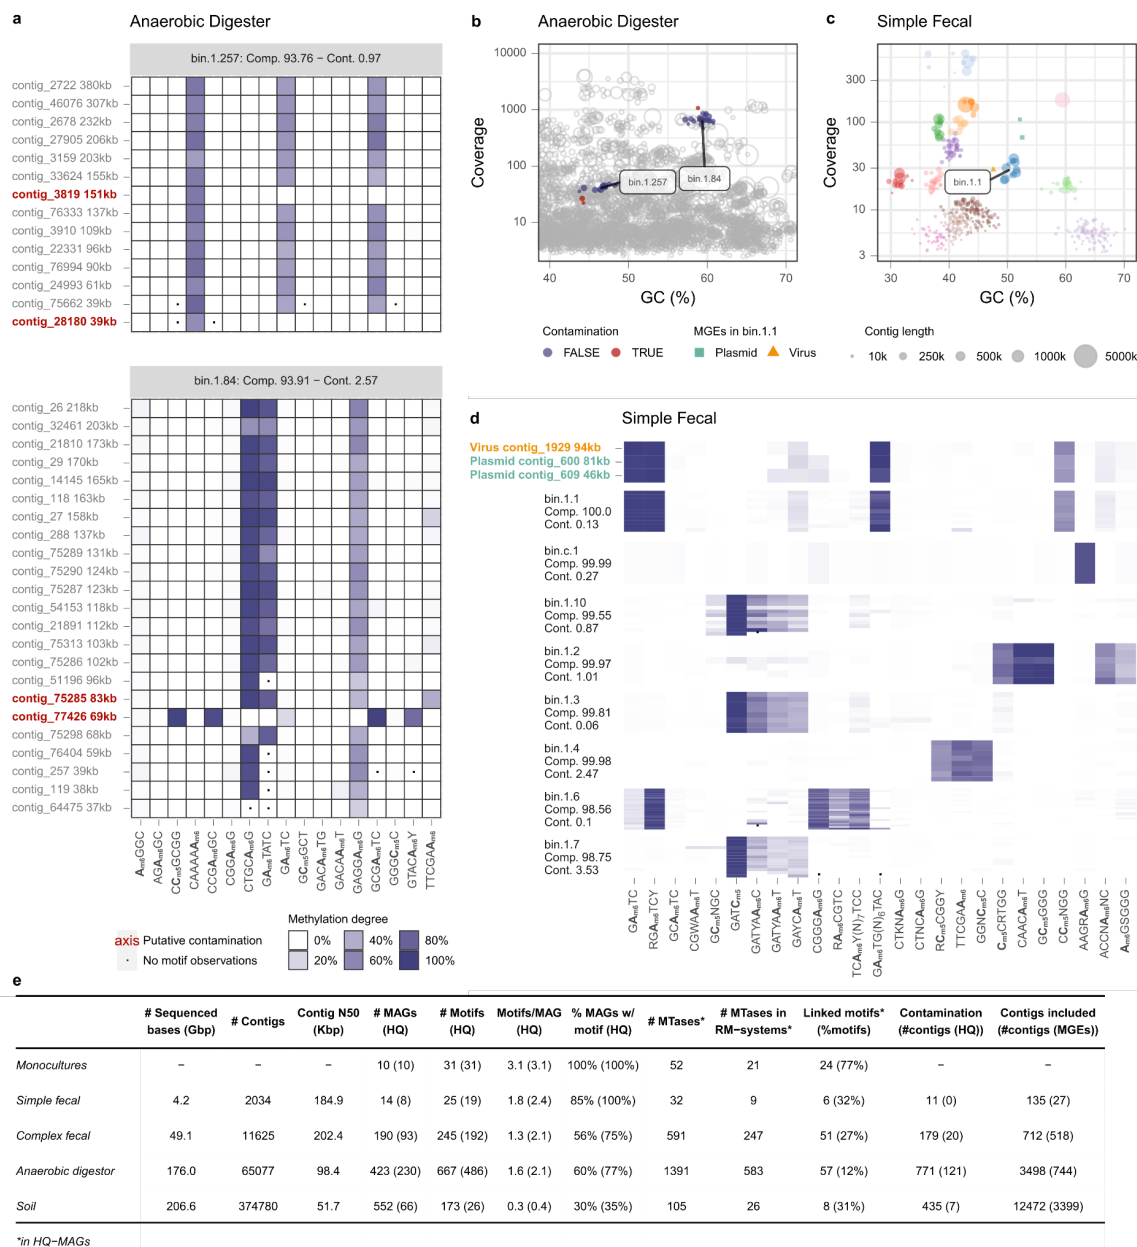 a
Anaerobic Digester
bin.1.257: Comp. 93.76 − Cont. 0.97
contig_2722 380kb
contig_46076 307kb
contig_2678 232kb
contig_27905 206kb
contig_3159 203kb
contig_33624 155kb
contig_3819 151kb
contig_76333 137kb
contig_3910 109kb
contig_22331 96kb
contig_76994 90kb
contig_24993 61kb
contig_75662 39kb
contig_28180 39kb
bin.1.84: Comp. 93.91 − Cont. 2.57
contig_26 218kb
contig_32461 203kb
contig_21810 173kb
contig_29 170kb
contig_14145 165kb
contig_118 163kb
contig_27 158kb
contig_288 137kb
contig_75289 131kb
contig_75290 124kb
contig_75287 123kb
contig_54153 118kb
contig_21891 112kb
contig_75313 103kb
contig_75286 102kb
contig_51196 96kb
contig_75285 83kb
contig_77426 69kb
contig_75298 68kb
contig_76404 59kb
contig_257 39kb
contig_119 38kb
contig_64475 37kb
Am6GGC
AGAm6GC
CCm5GCGG
CAAAAAm6
CCGAm6GC
CGGAm6G
CTGCAm6G
GAm6TATC
GAm6TC
GCm5GCT
GACAm6TG
GACAAm6T
GAGGAm6G
GCGAm6TC
GGGCm5C
GTACAm6Y
TTCGAAm6
axis Putative contamination
· No motif observations
Methylation degree
0% 40% 80%
20% 60% 100%
b
Anaerobic Digester
Coverage
10000
1000
100
10
bin.1.257
bin.1.84
40 50 60 70
GC (%)
Contamination
FALSE TRUE
MGEs in bin.1.1
Plasmid Virus
c
Simple Fecal
Coverage
300
100
30
10
3
bin.1.1
30 40 50 60 70
GC (%)
Contig length
10k 250k 500k 1000k 5000k
d
Simple Fecal
Virus contig_1929 94kb
Plasmid contig_600 81kb
Plasmid contig_609 46kb
bin.1.1
Comp. 100.0
Cont. 0.13
bin.c.1
Comp. 99.99
Cont. 0.27
bin.1.10
Comp. 99.55
Cont. 0.87
bin.1.2
Comp. 99.97
Cont. 1.01
bin.1.3
Comp. 99.81
Cont. 0.06
bin.1.4
Comp. 99.98
Cont. 2.47
bin.1.6
Comp. 98.56
Cont. 0.1
bin.1.7
Comp. 98.75
Cont. 3.53
GAm6TC
RGAm6TCY
GCAm6TC
CGWAAm6T
GCm5NGC
GATCm5
GATYAAm6C
GATYAAm6T
GAYCAm6T
CGGGAm6G
RAm6CGTC
TCAm6Y(N)7TCC
GAm6TG(N)6TAC
CTKNAm6G
CTNCAm6G
RCm5CGGY
TTCGAAm6
GGNCm5C
Cm5CRTGG
CAACAm6T
GCm5GGG
CCm5NGG
AAGRAm6G
ACCNAm6NC
Am6GSGGG
e
# Sequenced bases (Gbp) # Contigs Contig N50 (Kbp) # MAGs (HQ) # Motifs (HQ) Motifs/MAG (HQ) % MAGs w/ motif (HQ) # MTases* # MTases in RM−systems* Linked motifs* (%motifs) Contamination (#contigs (HQ)) Contigs included (#contigs (MGEs))
Monocultures − − − 10 (10) 31 (31) 3.1 (3.1) 100% (100%) 52 21 24 (77%) − −
Simple fecal 4.2 2034 184.9 14 (8) 25 (19) 1.8 (2.4) 85% (100%) 32 9 6 (32%) 11 (0) 135 (27)
Complex fecal 49.1 11625 202.4 190 (93) 245 (192) 1.3 (2.1) 56% (75%) 591 247 51 (27%) 179 (20) 712 (518)
Anaerobic digestor 176.0 65077 98.4 423 (230) 667 (486) 1.6 (2.1) 60% (77%) 1391 583 57 (12%) 771 (121) 3498 (744)
Soil 206.6 374780 51.7 552 (66) 173 (26) 0.3 (0.4) 30% (35%) 105 26 8 (31%) 435 (7) 12472 (3399)
*in HQ−MAGs